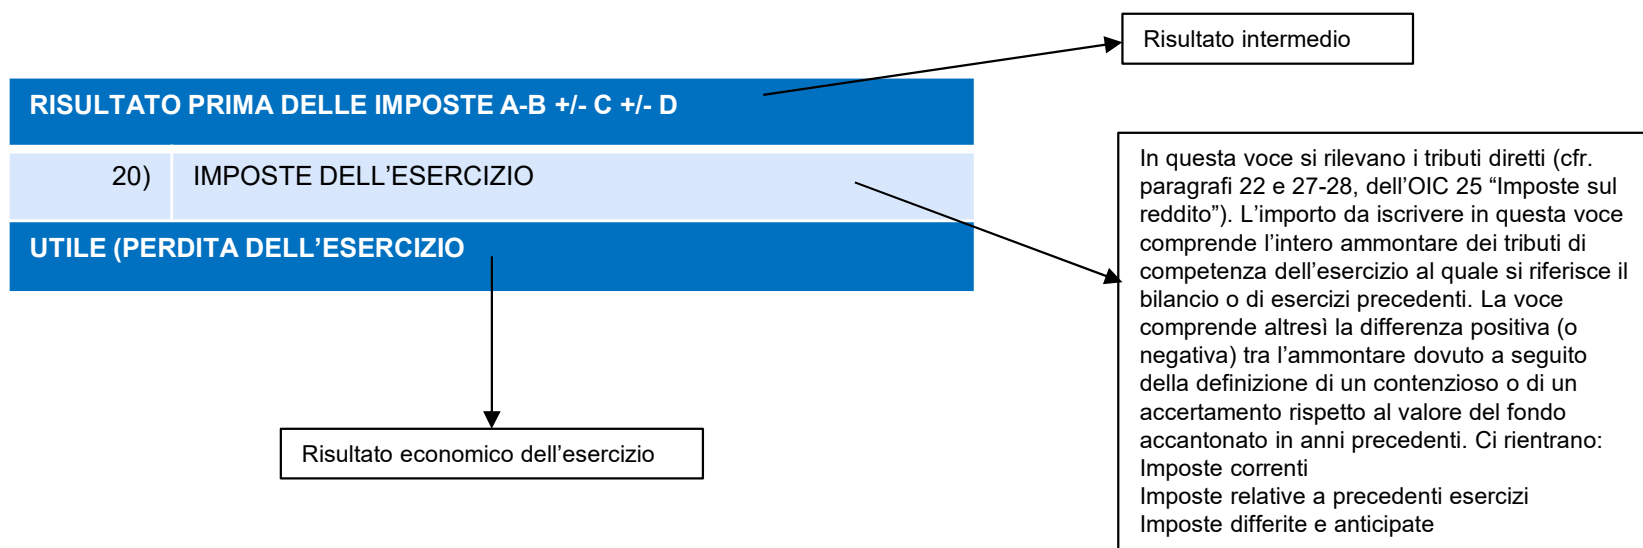 Risultato intermedio
RISULTATO PRIMA DELLE IMPOSTE A-B +/- C +/- D
20) IMPOSTE DELL’ESERCIZIO
UTILE (PERDITA DELL’ESERCIZIO
In questa voce si rilevano i tributi diretti (cfr.
paragrafi 22 e 27-28, dell’OIC 25 “Imposte sul
reddito”). L’importo da iscrivere in questa voce
comprende l’intero ammontare dei tributi di
competenza dell’esercizio al quale si riferisce il
bilancio o di esercizi precedenti. La voce
comprende altresì la differenza positiva (o
negativa) tra l’ammontare dovuto a seguito
della definizione di un contenzioso o di un
accertamento rispetto al valore del fondo
accantonato in anni precedenti. Ci rientrano:
Imposte correnti
Imposte relative a precedenti esercizi
Imposte differite e anticipate
Risultato economico dell’esercizio